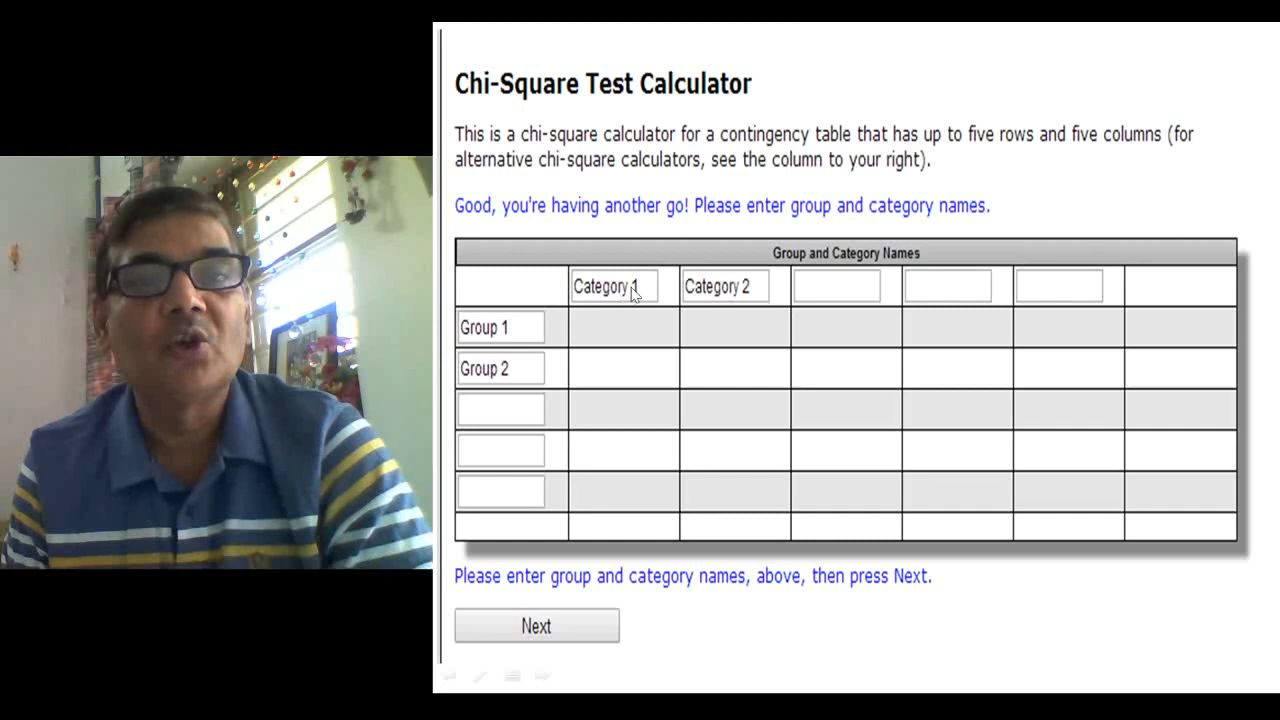 Chi-Square Test Calculator
This is a chi-square calculator for a contingency table that has up to five rows and five columns (for
alternative chi-square calculators, see the column to your right).
Good, you're having another go! Please enter group and category names.
Group and Category Names
Category 1 Category 2
Group 1
Group 2
Please enter group and category names, above, then press Next.
Next